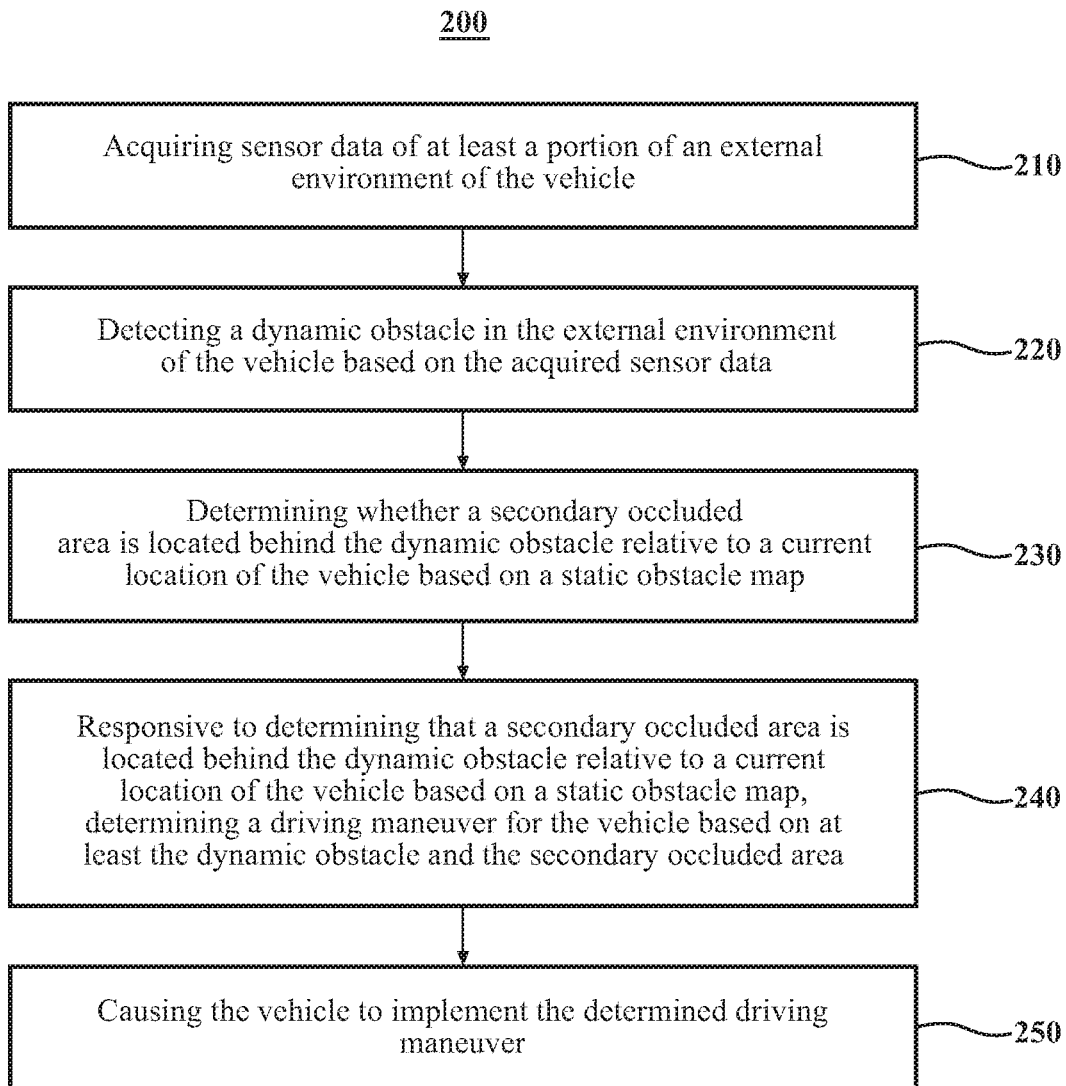 200
Acquiring sensor data of at least a portion of an external
environment of the vehicle
210
Detecting a dynamic obstacle in the external environment
of the vehicle based on the acquired sensor data
220
Determining whether a secondary occluded
area is located behind the dynamic obstacle relative to a current
location of the vehicle based on a static obstacle map
230
Responsive to determining that a secondary occluded area is
located behind the dynamic obstacle relative to a current
location of the vehicle based on a static obstacle map,
determining a driving maneuver for the vehicle based on at
least the dynamic obstacle and the secondary occluded area
240
Causing the vehicle to implement the determined driving
maneuver
250